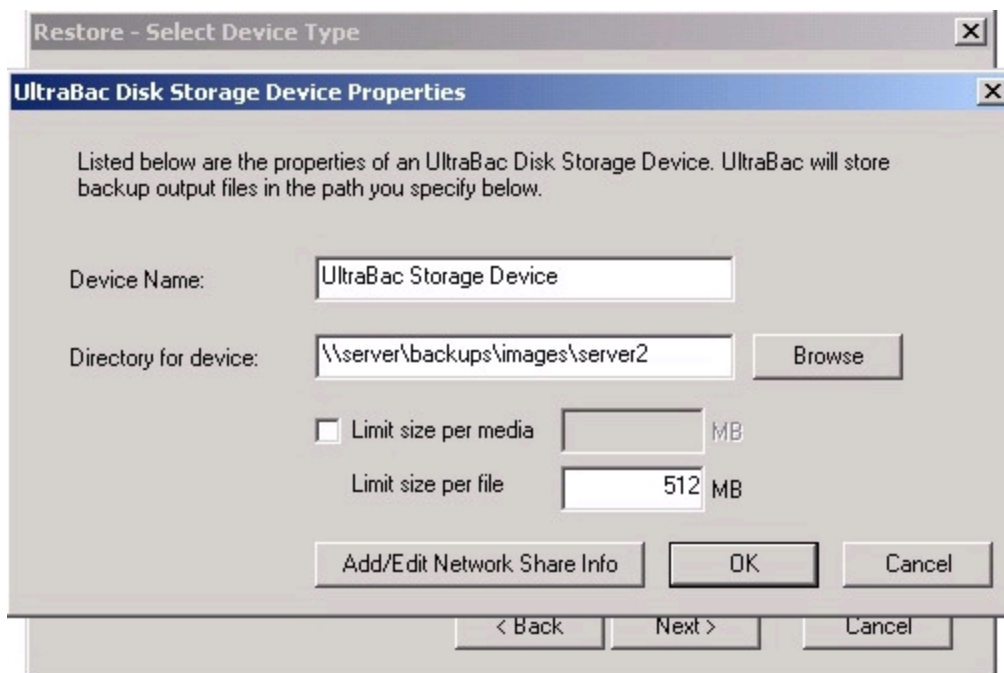 Restore - Select Device Type
UltraBac Disk Storage Device Properties
Listed below are the properties of an UltraBac Disk Storage Device. UltraBac will store
backup output files in the path you specify below.
Device Name:
UltraBac Storage Device
Directory for device:
\\server\backups\images\server2
Browse
Limit size per media
MB
Limit size per file
512 MB
Add/Edit Network Share Info
OK
Cancel
< Back
Next >
Cancel